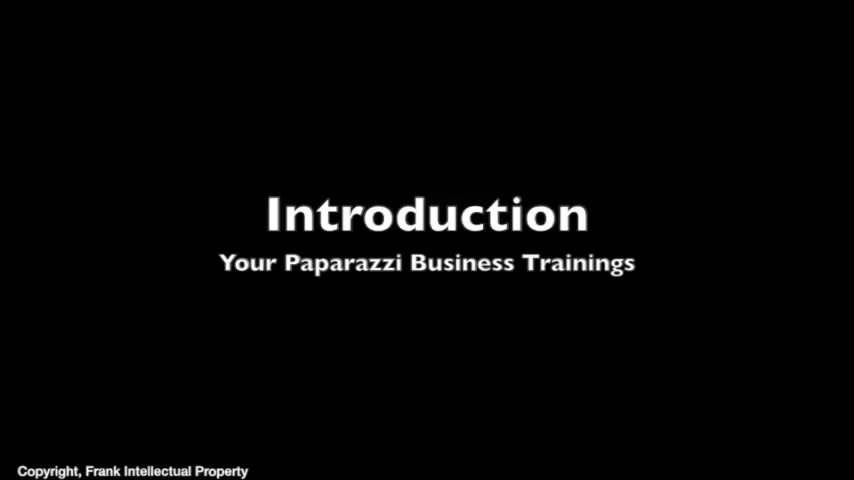 Introduction
Your Paparazzi Business Trainings
Copyright, Frank Intellectual Property